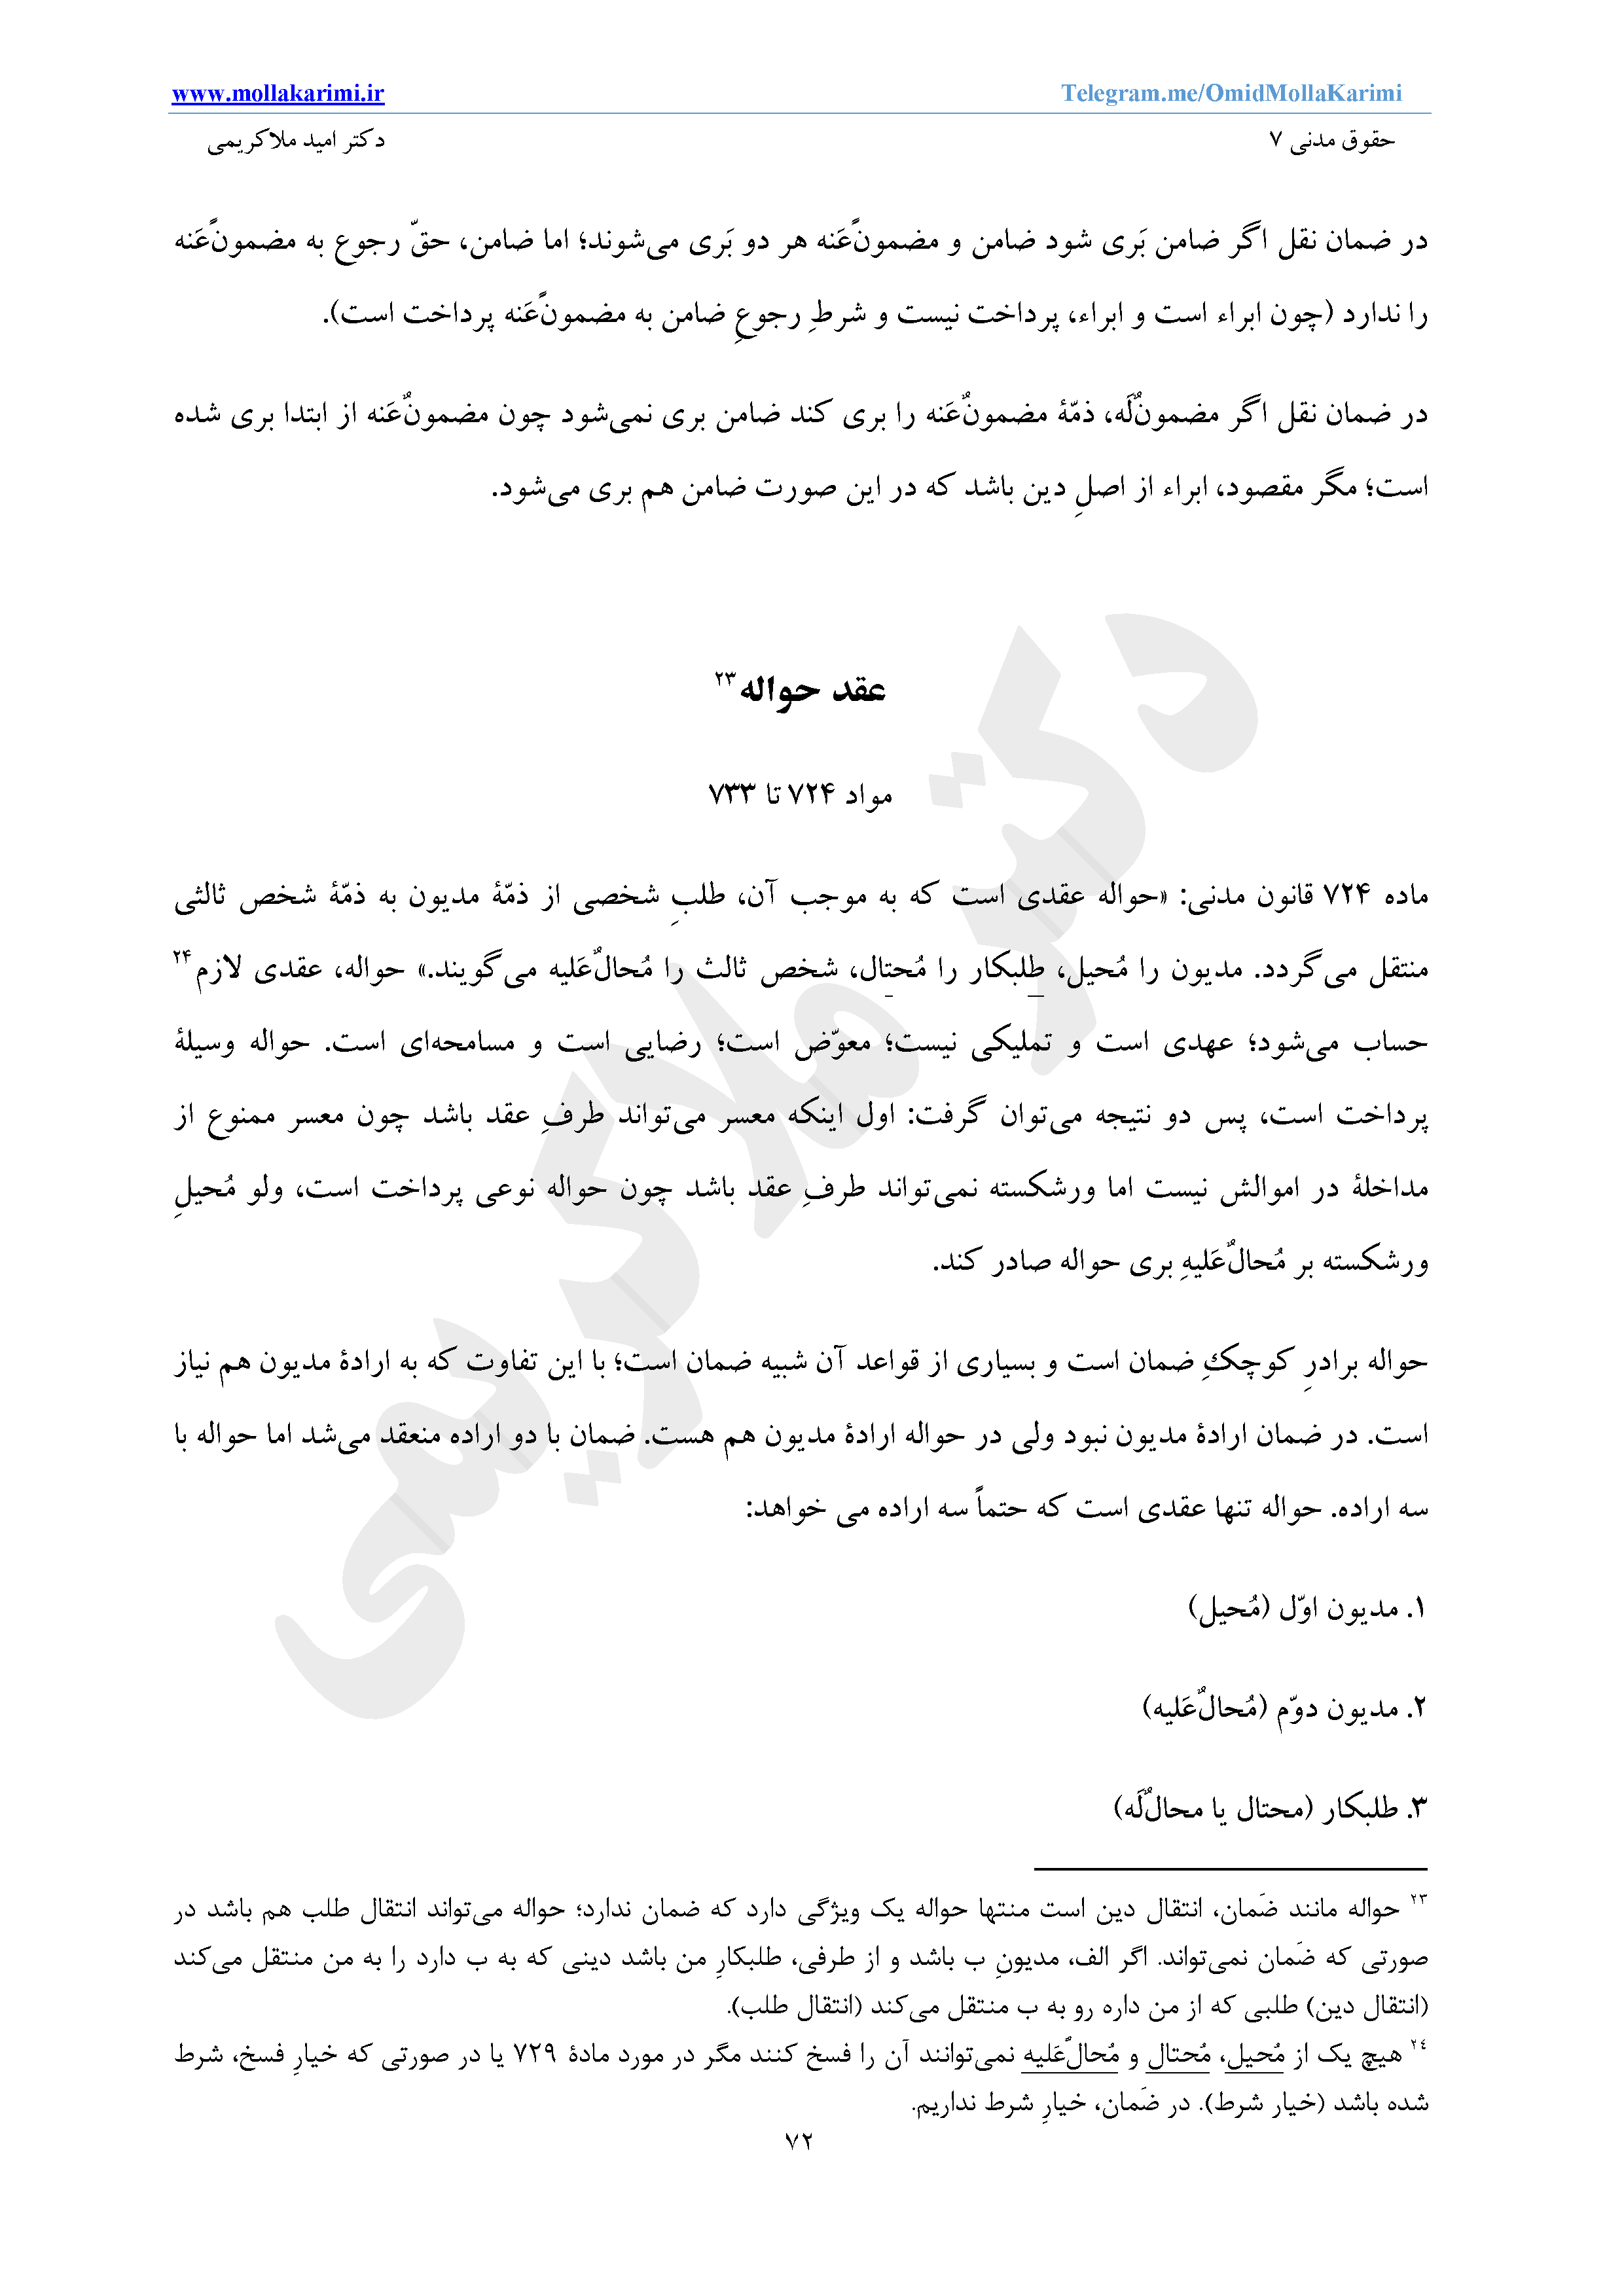 www.mollakarimi.ir Telegram.me/OmidMollaKarimi
حقوق مدنی ۷ دکتر امید ملاکریمی
در ضمان نقل اگر ضامن بَری شود ضامن و مضمونٌ‌عَنه هر دو بَری می‌شوند؛ اما ضامن، حقّ رجوع به مضمونٌ‌عَنه
را ندارد (چون ابراء است و ابراء، پرداخت نیست و شرطِ رجوعِ ضامن به مضمونٌ‌عَنه پرداخت است).
در ضمان نقل اگر مضمونٌ‌لَه، ذمّۀ مضمونٌ‌عَنه را بری کند ضامن بری نمی‌شود چون مضمونٌ‌عَنه از ابتدا بری شده
است؛ مگر مقصود، ابراء از اصلِ دین باشد که در این صورت ضامن هم بری می‌شود.
عقد حواله۲۳
مواد ۷۲۴ تا ۷۳۳
ماده ۷۲۴ قانون مدنی: «حواله عقدی است که به موجب آن، طلبِ شخصی از ذمّۀ مدیون به ذمّۀ شخص ثالثی
منتقل می‌گردد. مدیون را مُحیل، طلبکار را مُحتال، شخص ثالث را مُحالٌ‌عَلیه می‌گویند.» حواله، عقدی لازم۲۴
حساب می‌شود؛ عهدی است و تملیکی نیست؛ معوّض است؛ رضایی است و مسامحه‌ای است. حواله وسیلۀ
پرداخت است، پس دو نتیجه می‌توان گرفت: اول اینکه معسر می‌تواند طرفِ عقد باشد چون معسر ممنوع از
مداخلۀ در اموالش نیست اما ورشکسته نمی‌تواند طرفِ عقد باشد چون حواله نوعی پرداخت است، ولو مُحیلِ
ورشکسته بر مُحالٌ‌عَلیهِ بری حواله صادر کند.
حواله برادرِ کوچکِ ضمان است و بسیاری از قواعد آن شبیه ضمان است؛ با این تفاوت که به ارادۀ مدیون هم نیاز
است. در ضمان ارادۀ مدیون نبود ولی در حواله ارادۀ مدیون هم هست. ضمان با دو اراده منعقد می‌شد اما حواله با
سه اراده. حواله تنها عقدی است که حتماً سه اراده می خواهد:
۱. مدیون اوّل (مُحیل)
۲. مدیون دوّم (مُحالٌ‌عَلیه)
۳. طلبکار (محتال یا محالٌ‌لَه)
۲۳ حواله مانند ضَمان، انتقال دین است منتها حواله یک ویژگی دارد که ضمان ندارد؛ حواله می‌تواند انتقال طلب هم باشد در
صورتی که ضَمان نمی‌تواند. اگر الف، مدیونِ ب باشد و از طرفی، طلبکارِ من باشد دینی که به ب دارد را به من منتقل می‌کند
(انتقال دین) طلبی که از من داره رو به ب منتقل می‌کند (انتقال طلب).
۲٤ هیچ یک از مُحیل، مُحتال و مُحالٌ‌عَلیه نمی‌توانند آن را فسخ کنند مگر در مورد مادۀ ۷۲۹ یا در صورتی که خیارِ فسخ، شرط
شده باشد (خیار شرط). در ضَمان، خیارِ شرط نداریم.
۷۲
دکتر ملاکریمی